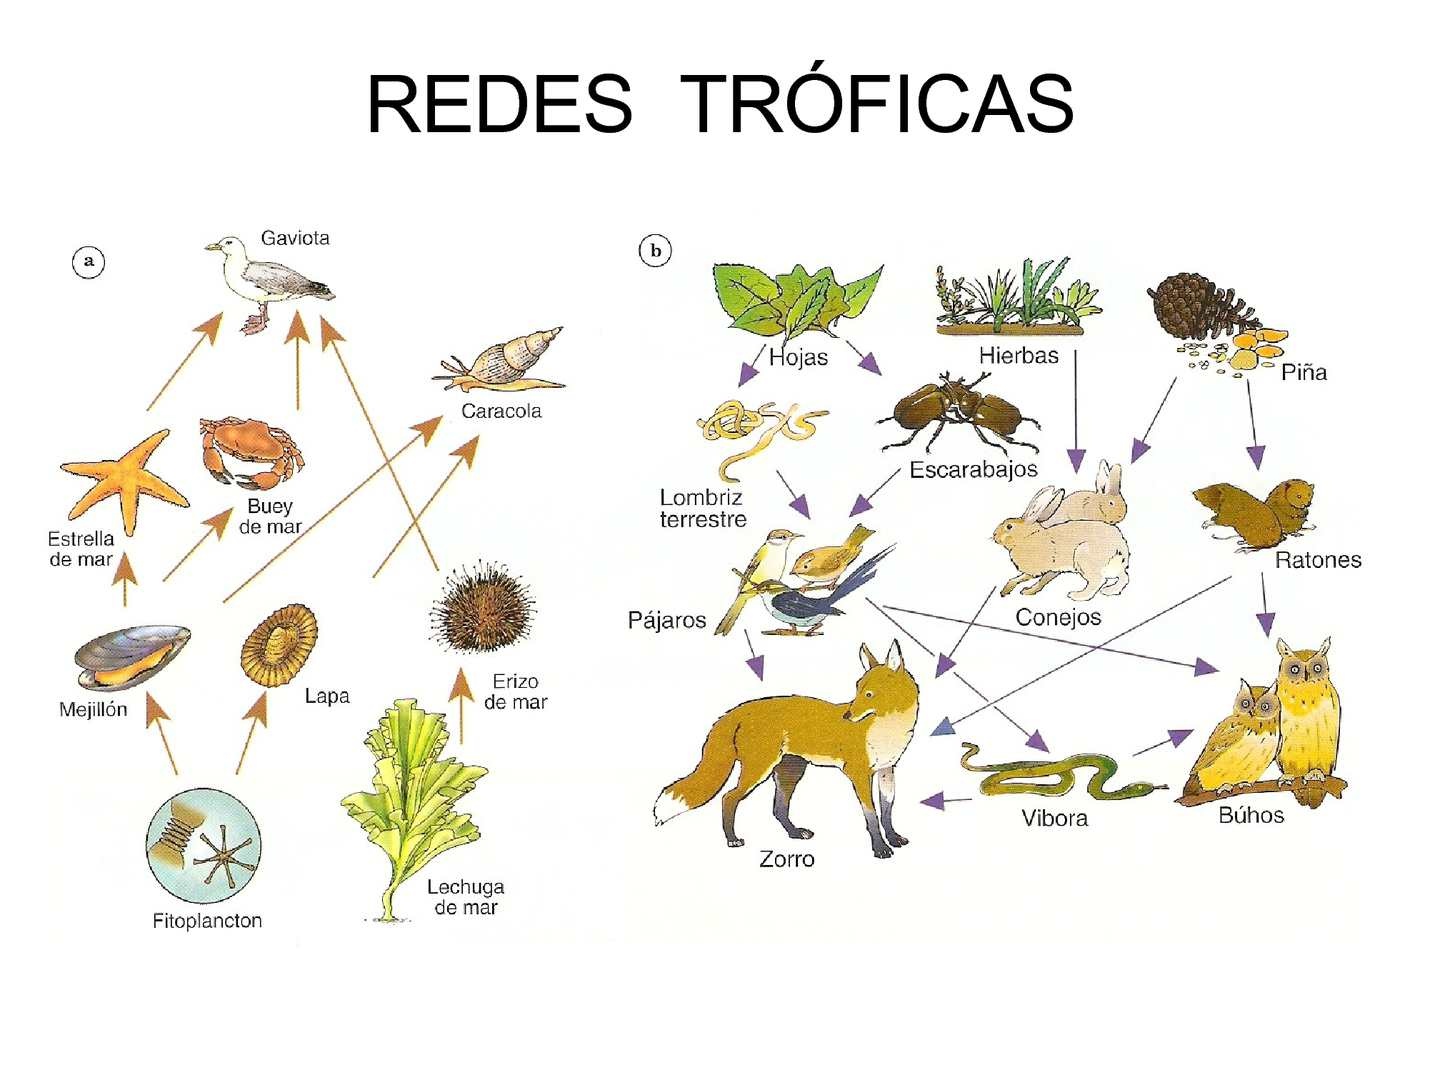 REDES TRÓFICAS
a
Gaviota
Caracola
Buey
de mar
Estrella
de mar
Mejillón
Lapa
Erizo
de mar
Lechuga
de mar
Fitoplancton
b
Hojas
Hierbas
Piña
Escarabajos
Lombriz
terrestre
Ratones
Pájaros
Conejos
Vibora
Búhos
Zorro